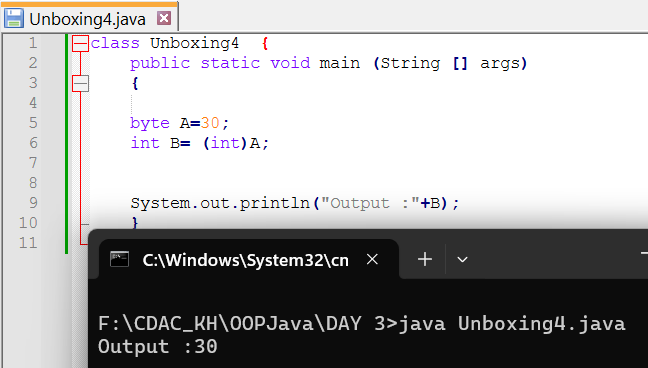 Unboxing4.java
1 class Unboxing4 {
2 public static void main (String [] args)
3 {
4
5 byte A=30;
6 int B= (int)A;
7
8
9 System.out.println("Output :"+B);
10 }
11
C:\Windows\System32\cn
F:\CDAC_KH\OOPJava\DAY 3>java Unboxing4.java
Output :30